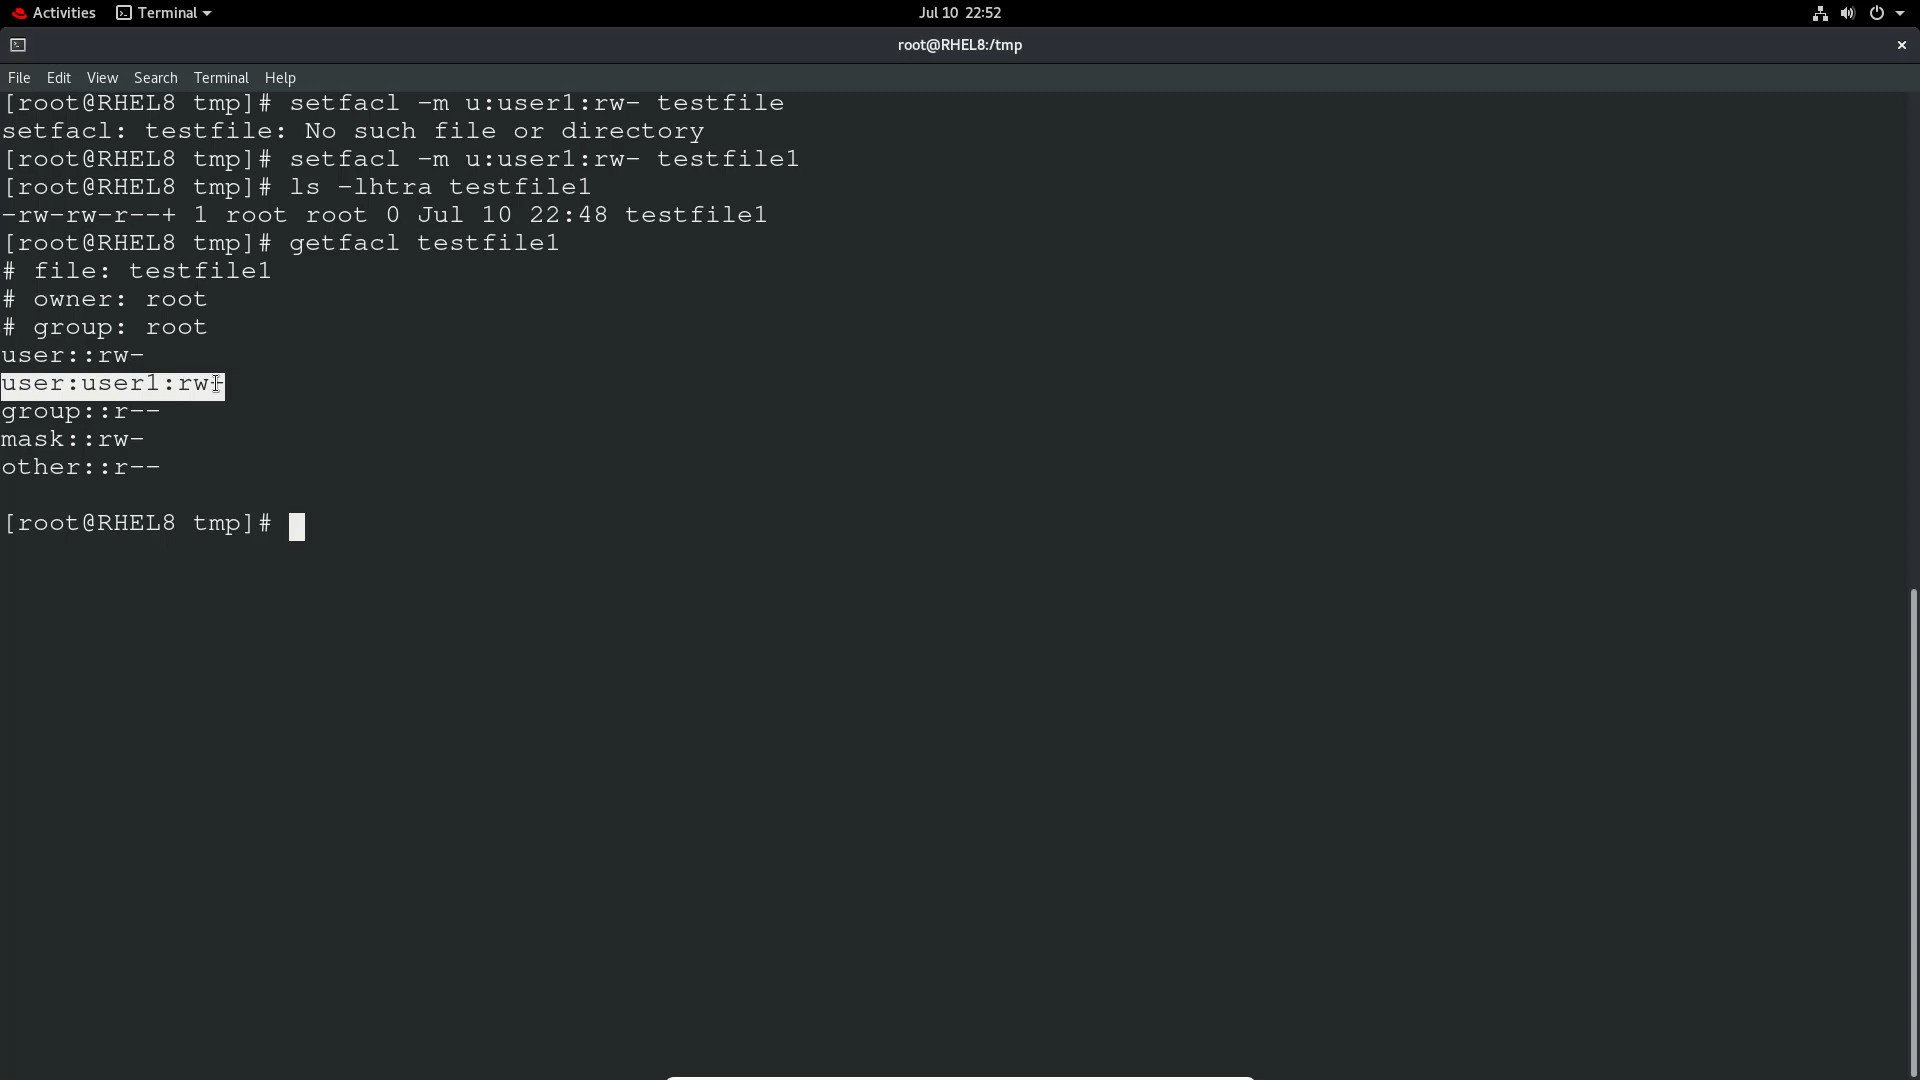 Activities Terminal Jul 10 22:52
root@RHEL8:/tmp
File Edit View Search Terminal Help
[root@RHEL8 tmp]# setfacl -m u:user1:rw- testfile
setfacl: testfile: No such file or directory
[root@RHEL8 tmp]# setfacl -m u:user1:rw- testfile1
[root@RHEL8 tmp]# ls -lhtra testfile1
-rw-rw-r--+ 1 root root 0 Jul 10 22:48 testfile1
[root@RHEL8 tmp]# getfacl testfile1
# file: testfile1
# owner: root
# group: root
user::rw-
user:user1:rw-
group::r--
mask::rw-
other::r--
[root@RHEL8 tmp]#